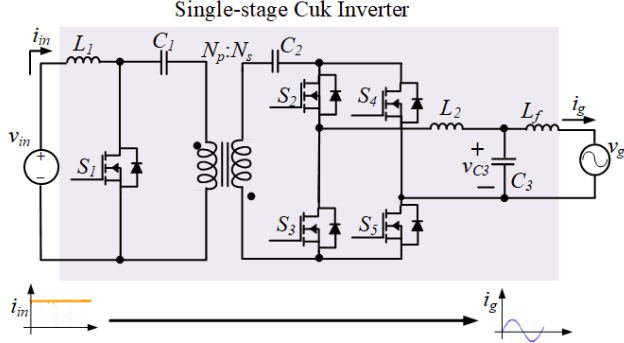 Single-stage Cuk Inverter
i_in L_1 C_1 N_p:N_s C_2
S_2 S_4 L_2 L_f i_g
v_in S_1 + v_C3 − C_3 v_g
S_3 S_5
i_in i_g